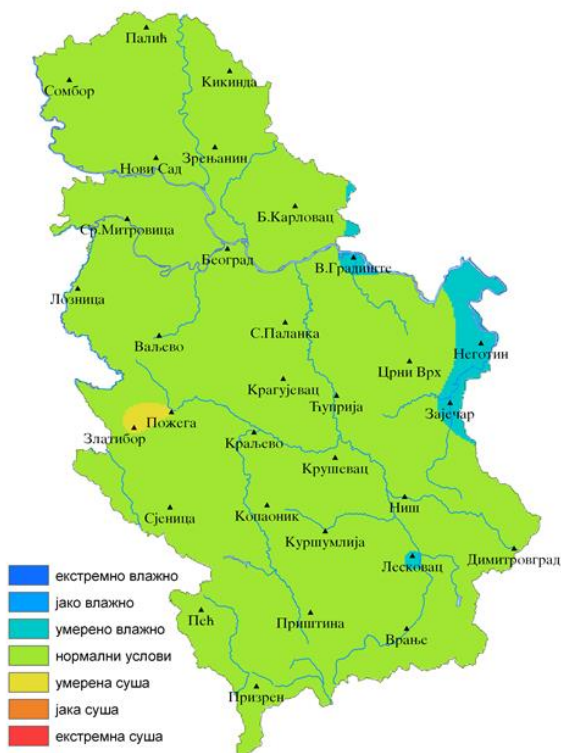 Палић
Кикинда
Сомбор
Зрењанин
Нови Сад
Б.Карловац
Ср.Митровица
Београд
В.Градиште
Лозница
С.Паланка
Ваљево
Неготин
Црни Врх
Крагујевац
Ћуприја
Зајечар
Пожега
Златибор
Краљево
Крушевац
Ниш
Сјеница
Копаоник
Куршумлија
Димитровград
Лесковац
екстремно влажно
јако влажно
Пећ
Приштина
умерено влажно
Врање
нормални услови
умерена суша
Призрен
јака суша
екстремна суша